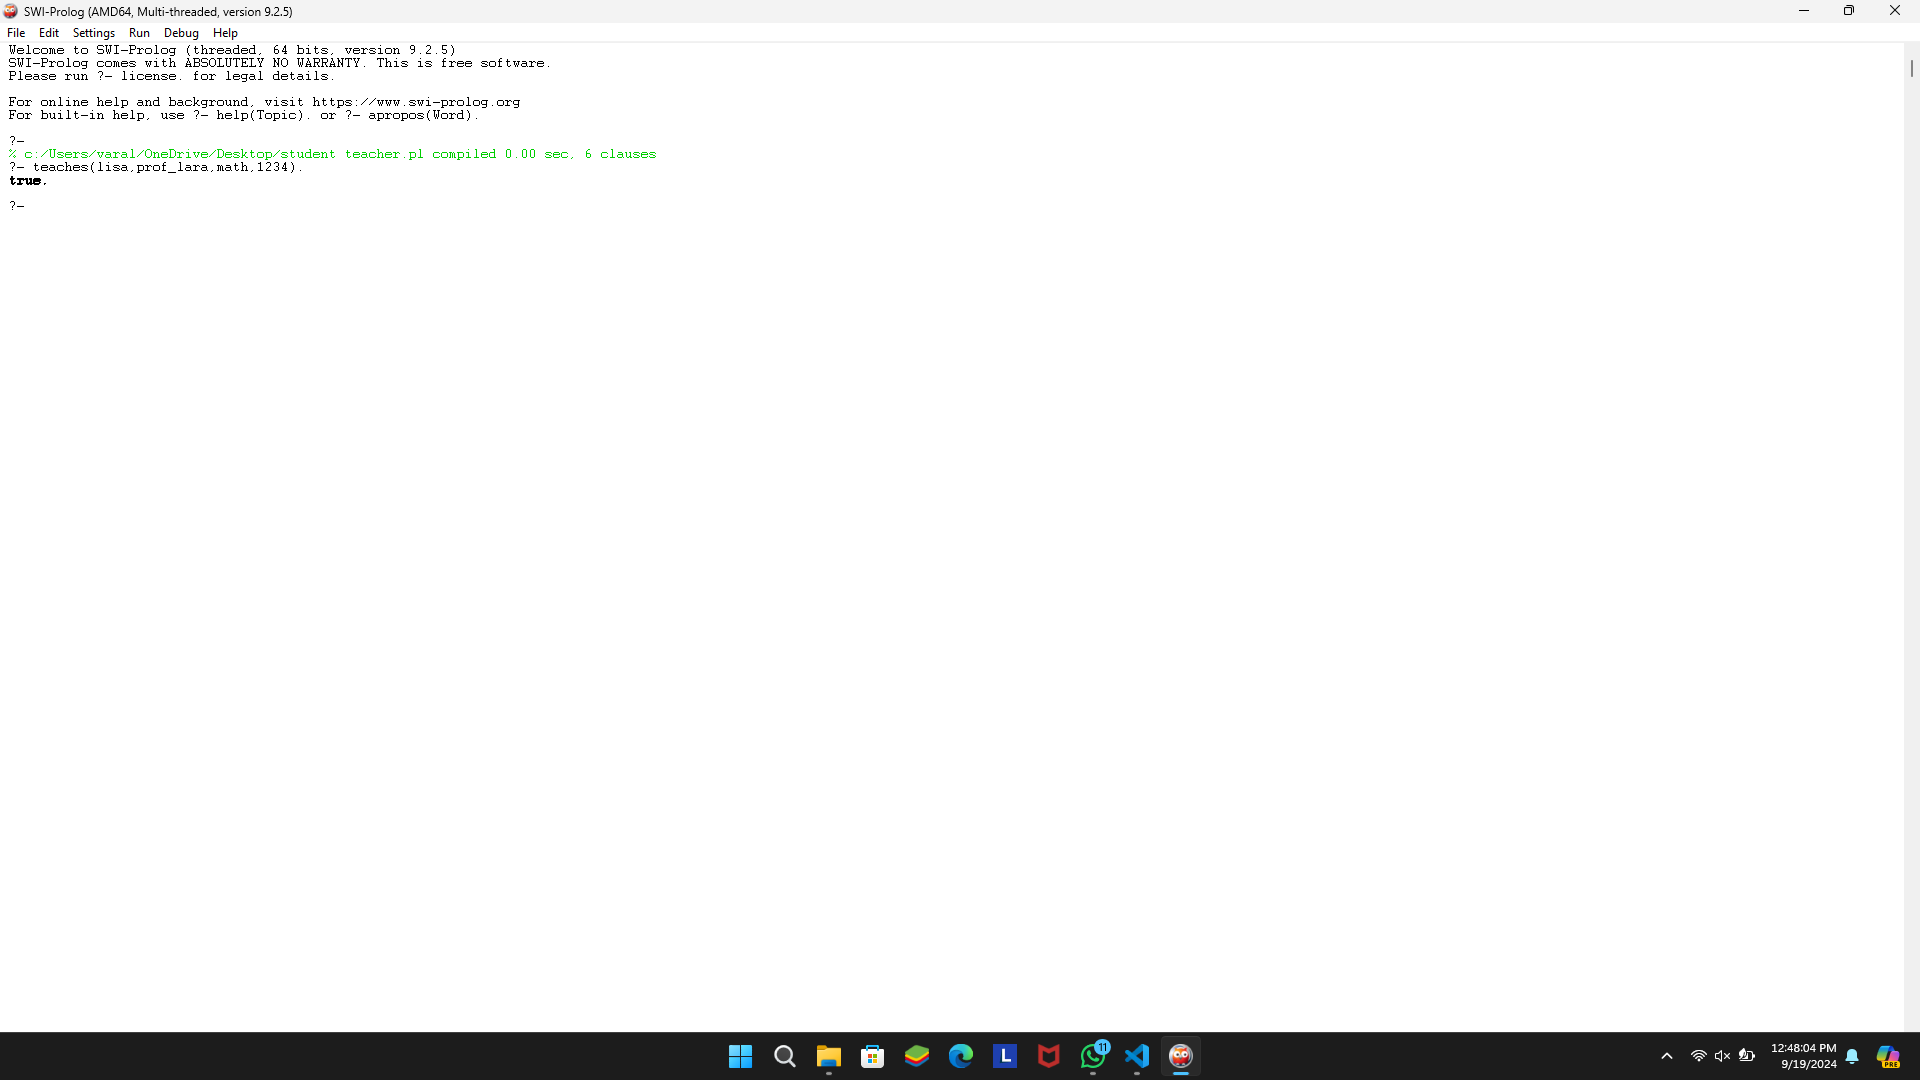 SWI-Prolog (AMD64, Multi-threaded, version 9.2.5)
File Edit Settings Run Debug Help
Welcome to SWI-Prolog (threaded, 64 bits, version 9.2.5)
SWI-Prolog comes with ABSOLUTELY NO WARRANTY. This is free software.
Please run ?- license. for legal details.
For online help and background, visit https://www.swi-prolog.org
For built-in help, use ?- help(Topic). or ?- apropos(Word).
?-
% c:/Users/varal/OneDrive/Desktop/student teacher.pl compiled 0.00 sec, 6 clauses
?- teaches(lisa,prof_lara,math,1234).
true.
?-
L
11
12:48:04 PM
9/19/2024
PRE